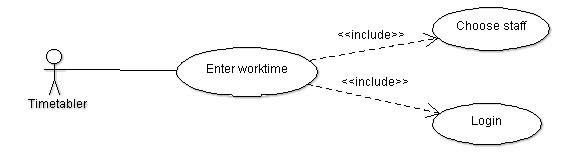 Choose staff
<<include>>
Enter worktime
<<include>>
Timetabler
Login